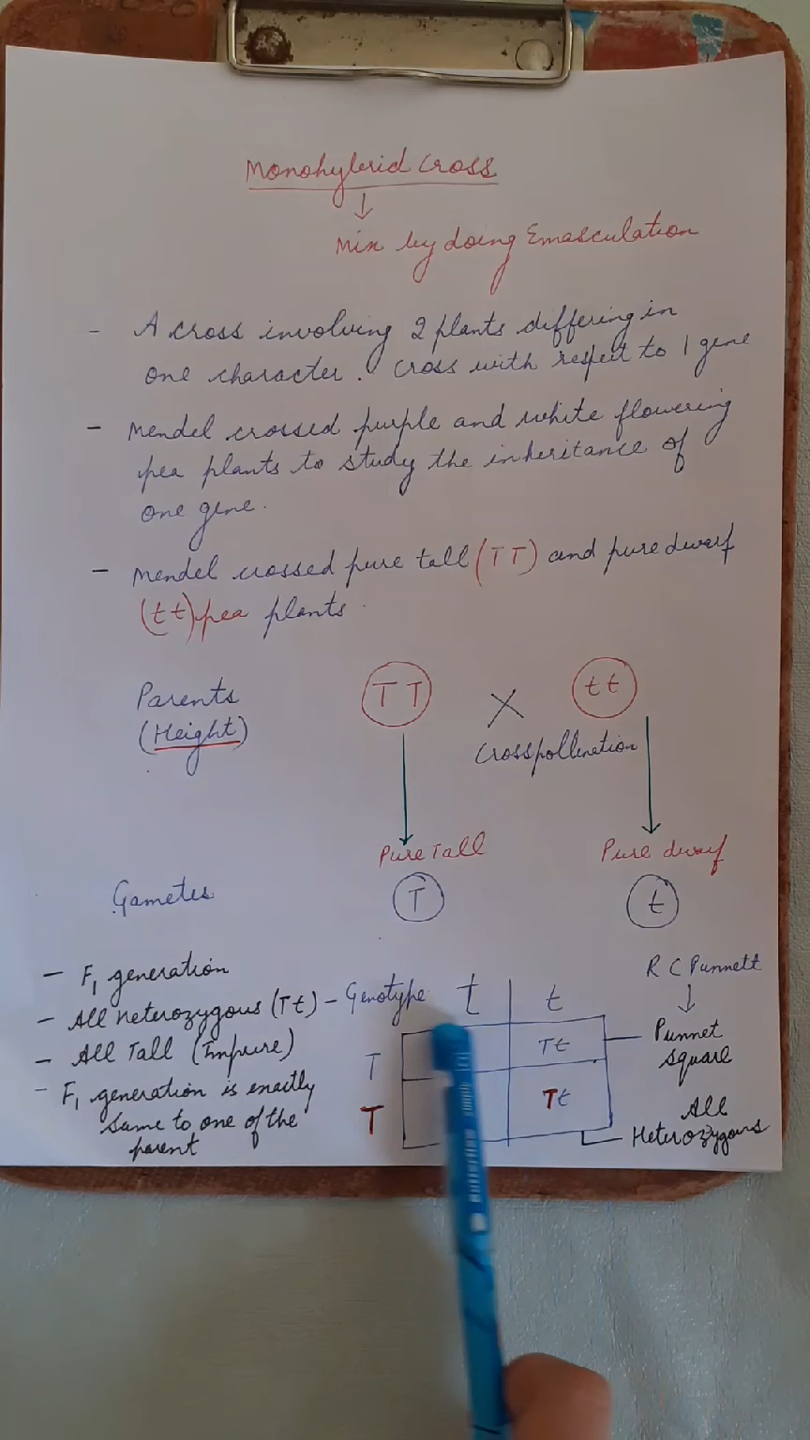 Monohybrid Cross
↓
Mix by doing Emasculation
- A cross involving 2 plants differing in
one character. Cross with respect to 1 gene
- Mendel crossed purple and white flowering
pea plants to study the inheritance of
one gene.
- Mendel crossed pure tall (TT) and pure dwarf
(tt) pea plants.
Parents
(Height)
TT
×
tt
Crosspollination
Pure Tall
Pure dwarf
Gametes
T
t
- F₁ generation
- All heterozygous (Tt) - Genotype
- All Tall (Impure)
- F₁ generation is exactly
same to one of the
parent
t
t
T
Tt
T
Tt
R C Punnett
↓
Punnet
square
All
Heterozygous